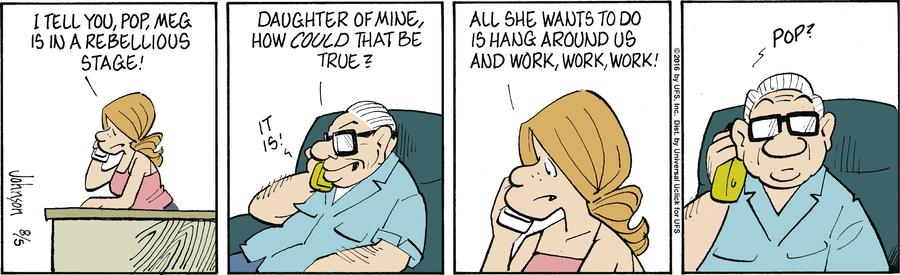 I TELL YOU, POP, MEG
IS IN A REBELLIOUS
STAGE!
Johnson 8/5
DAUGHTER OF MINE,
HOW COULD THAT BE
TRUE?
IT
IS!
ALL SHE WANTS TO DO
IS HANG AROUND US
AND WORK, WORK, WORK!
©2016 by UFS, Inc. Dist. by Universal Uclick for UFS
POP?